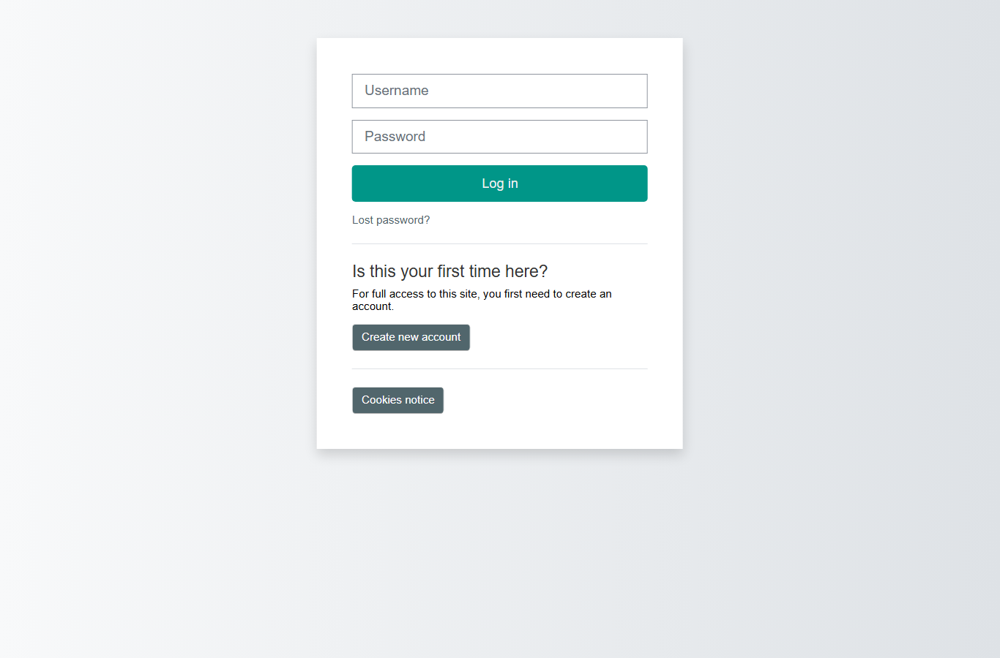 Username
Password
Log in
Lost password?
Is this your first time here?
For full access to this site, you first need to create an
account.
Create new account
Cookies notice